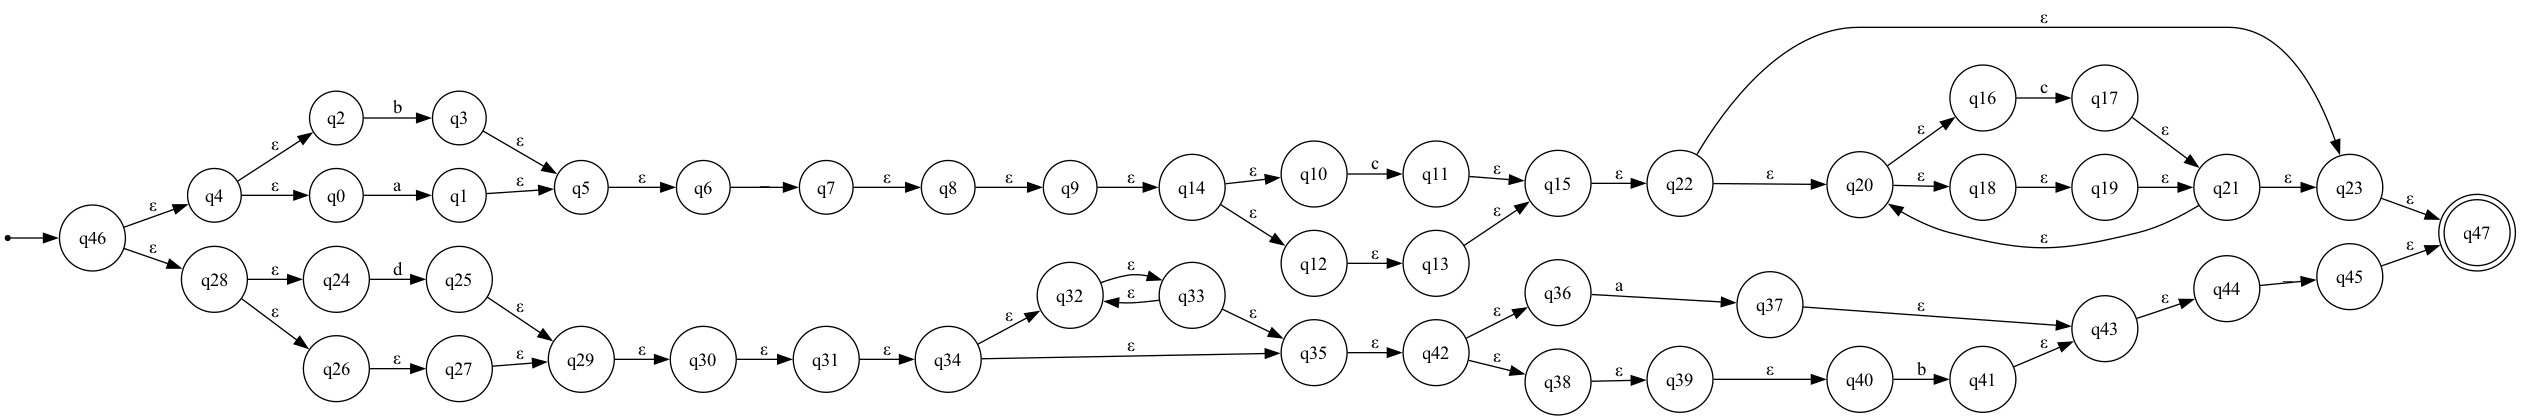 ε
q16 c q17
q2 b q3
ε ε ε ε
q4 ε q0 a q1 ε q5 ε q6 _ q7 ε q8 ε q9 ε q14 ε q10 c q11 ε q15 ε q22 ε q20 ε q18 ε q19 ε q21 ε q23
ε ε ε ε
q46 ε q12 ε q13 ε q47
ε
q28 ε q24 d q25 ε q32 ε q33 q36 a q37 q44 _ q45
ε ε ε ε ε ε ε ε
q26 ε q27 ε q29 ε q30 ε q31 ε q34 ε q35 ε q42 ε q38 ε q39 ε q40 b q41 ε q43